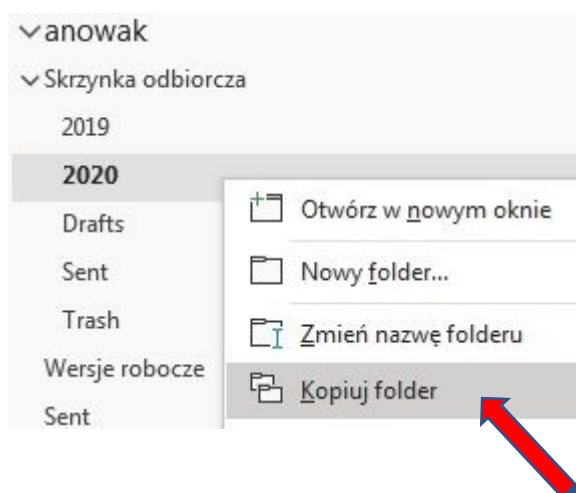 anowak
Skrzynka odbiorcza
2019
2020
Drafts
Sent
Trash
Wersje robocze
Sent
Otwórz w nowym oknie
Nowy folder...
Zmień nazwę folderu
Kopiuj folder